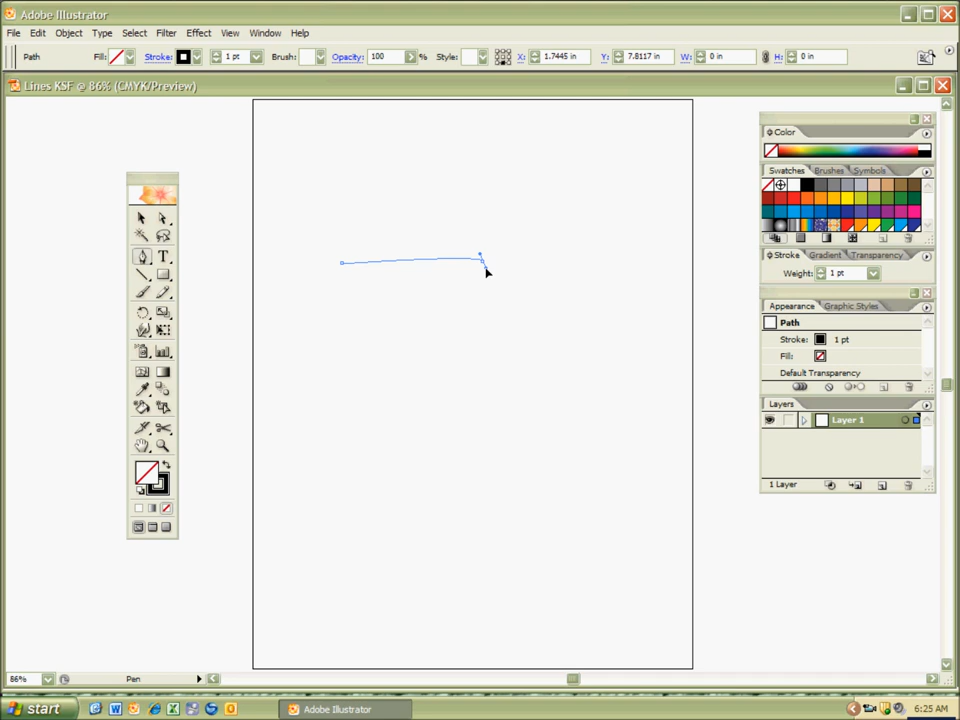 Adobe Illustrator
File Edit Object Type Select Filter Effect View Window Help
Path Fill: Stroke: 1 pt Brush: Opacity: 100 % Style: X: 1.7445 in Y: 7.8117 in W: 0 in H: 0 in
Lines KSF @ 86% (CMYK/Preview)
Color
Swatches Brushes Symbols
T
Stroke Gradient Transparency
Weight: 1 pt
Appearance Graphic Styles
Path
Stroke: 1 pt
Fill:
Default Transparency
Layers
Layer 1
1 Layer
86% Pen
start Adobe Illustrator 6:25 AM